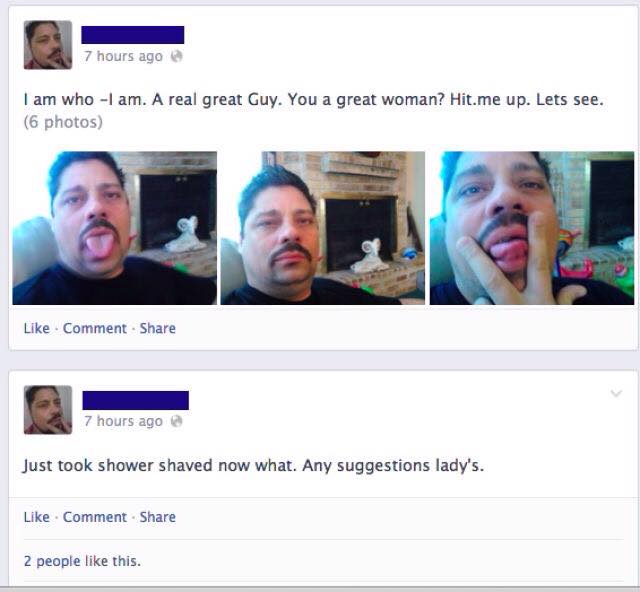 7 hours ago
I am who –I am. A real great Guy. You a great woman? Hit.me up. Lets see.
(6 photos)
Like · Comment · Share
7 hours ago
Just took shower shaved now what. Any suggestions lady's.
Like · Comment · Share
2 people like this.